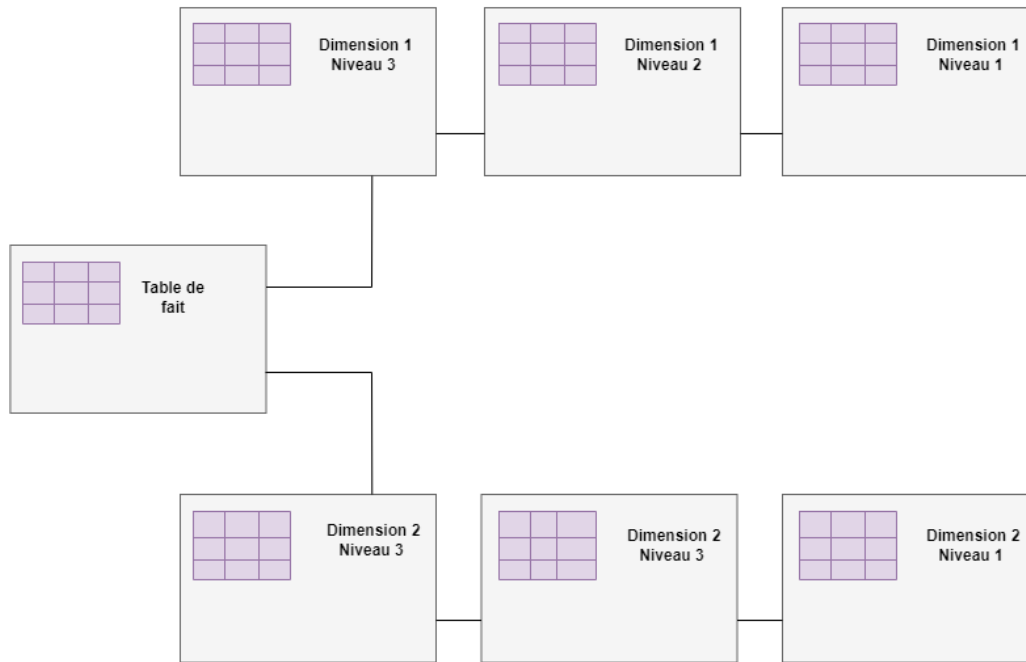 Dimension 1
Niveau 3
Dimension 1
Niveau 2
Dimension 1
Niveau 1
Table de
fait
Dimension 2
Niveau 3
Dimension 2
Niveau 3
Dimension 2
Niveau 1